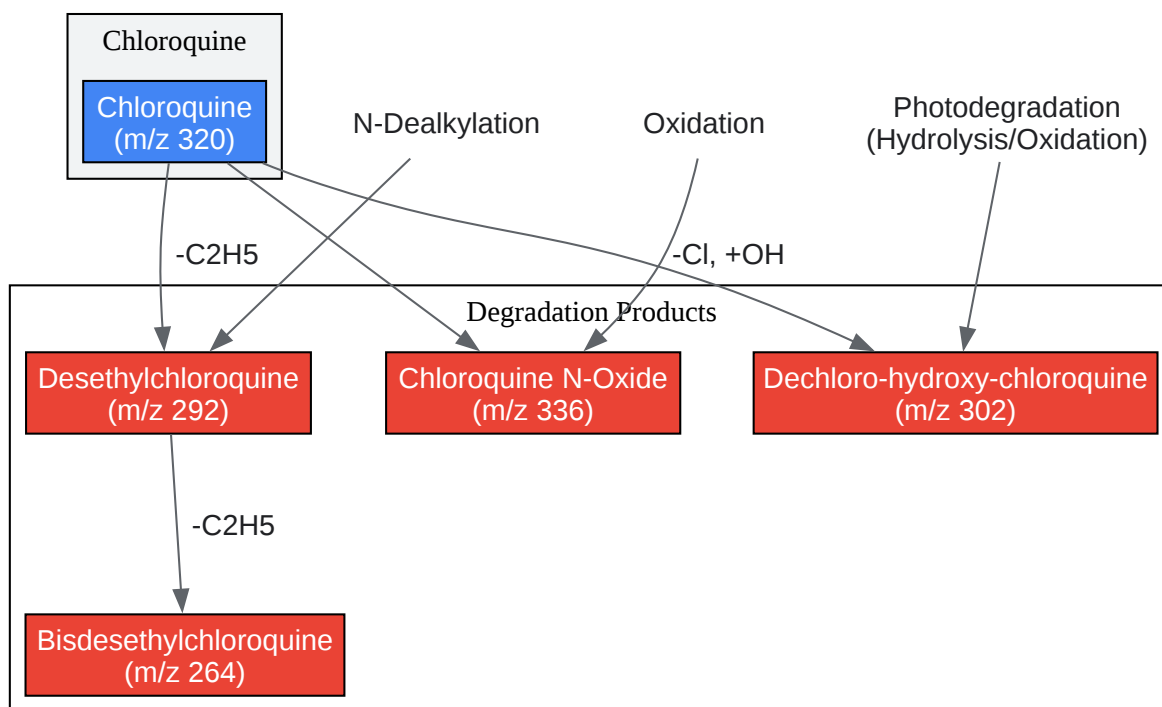 Chloroquine
Chloroquine
(m/z 320)
N-Dealkylation
Oxidation
Photodegradation
(Hydrolysis/Oxidation)
-C2H5
-Cl, +OH
Degradation Products
Desethylchloroquine
(m/z 292)
Chloroquine N-Oxide
(m/z 336)
Dechloro-hydroxy-chloroquine
(m/z 302)
-C2H5
Bisdesethylchloroquine
(m/z 264)